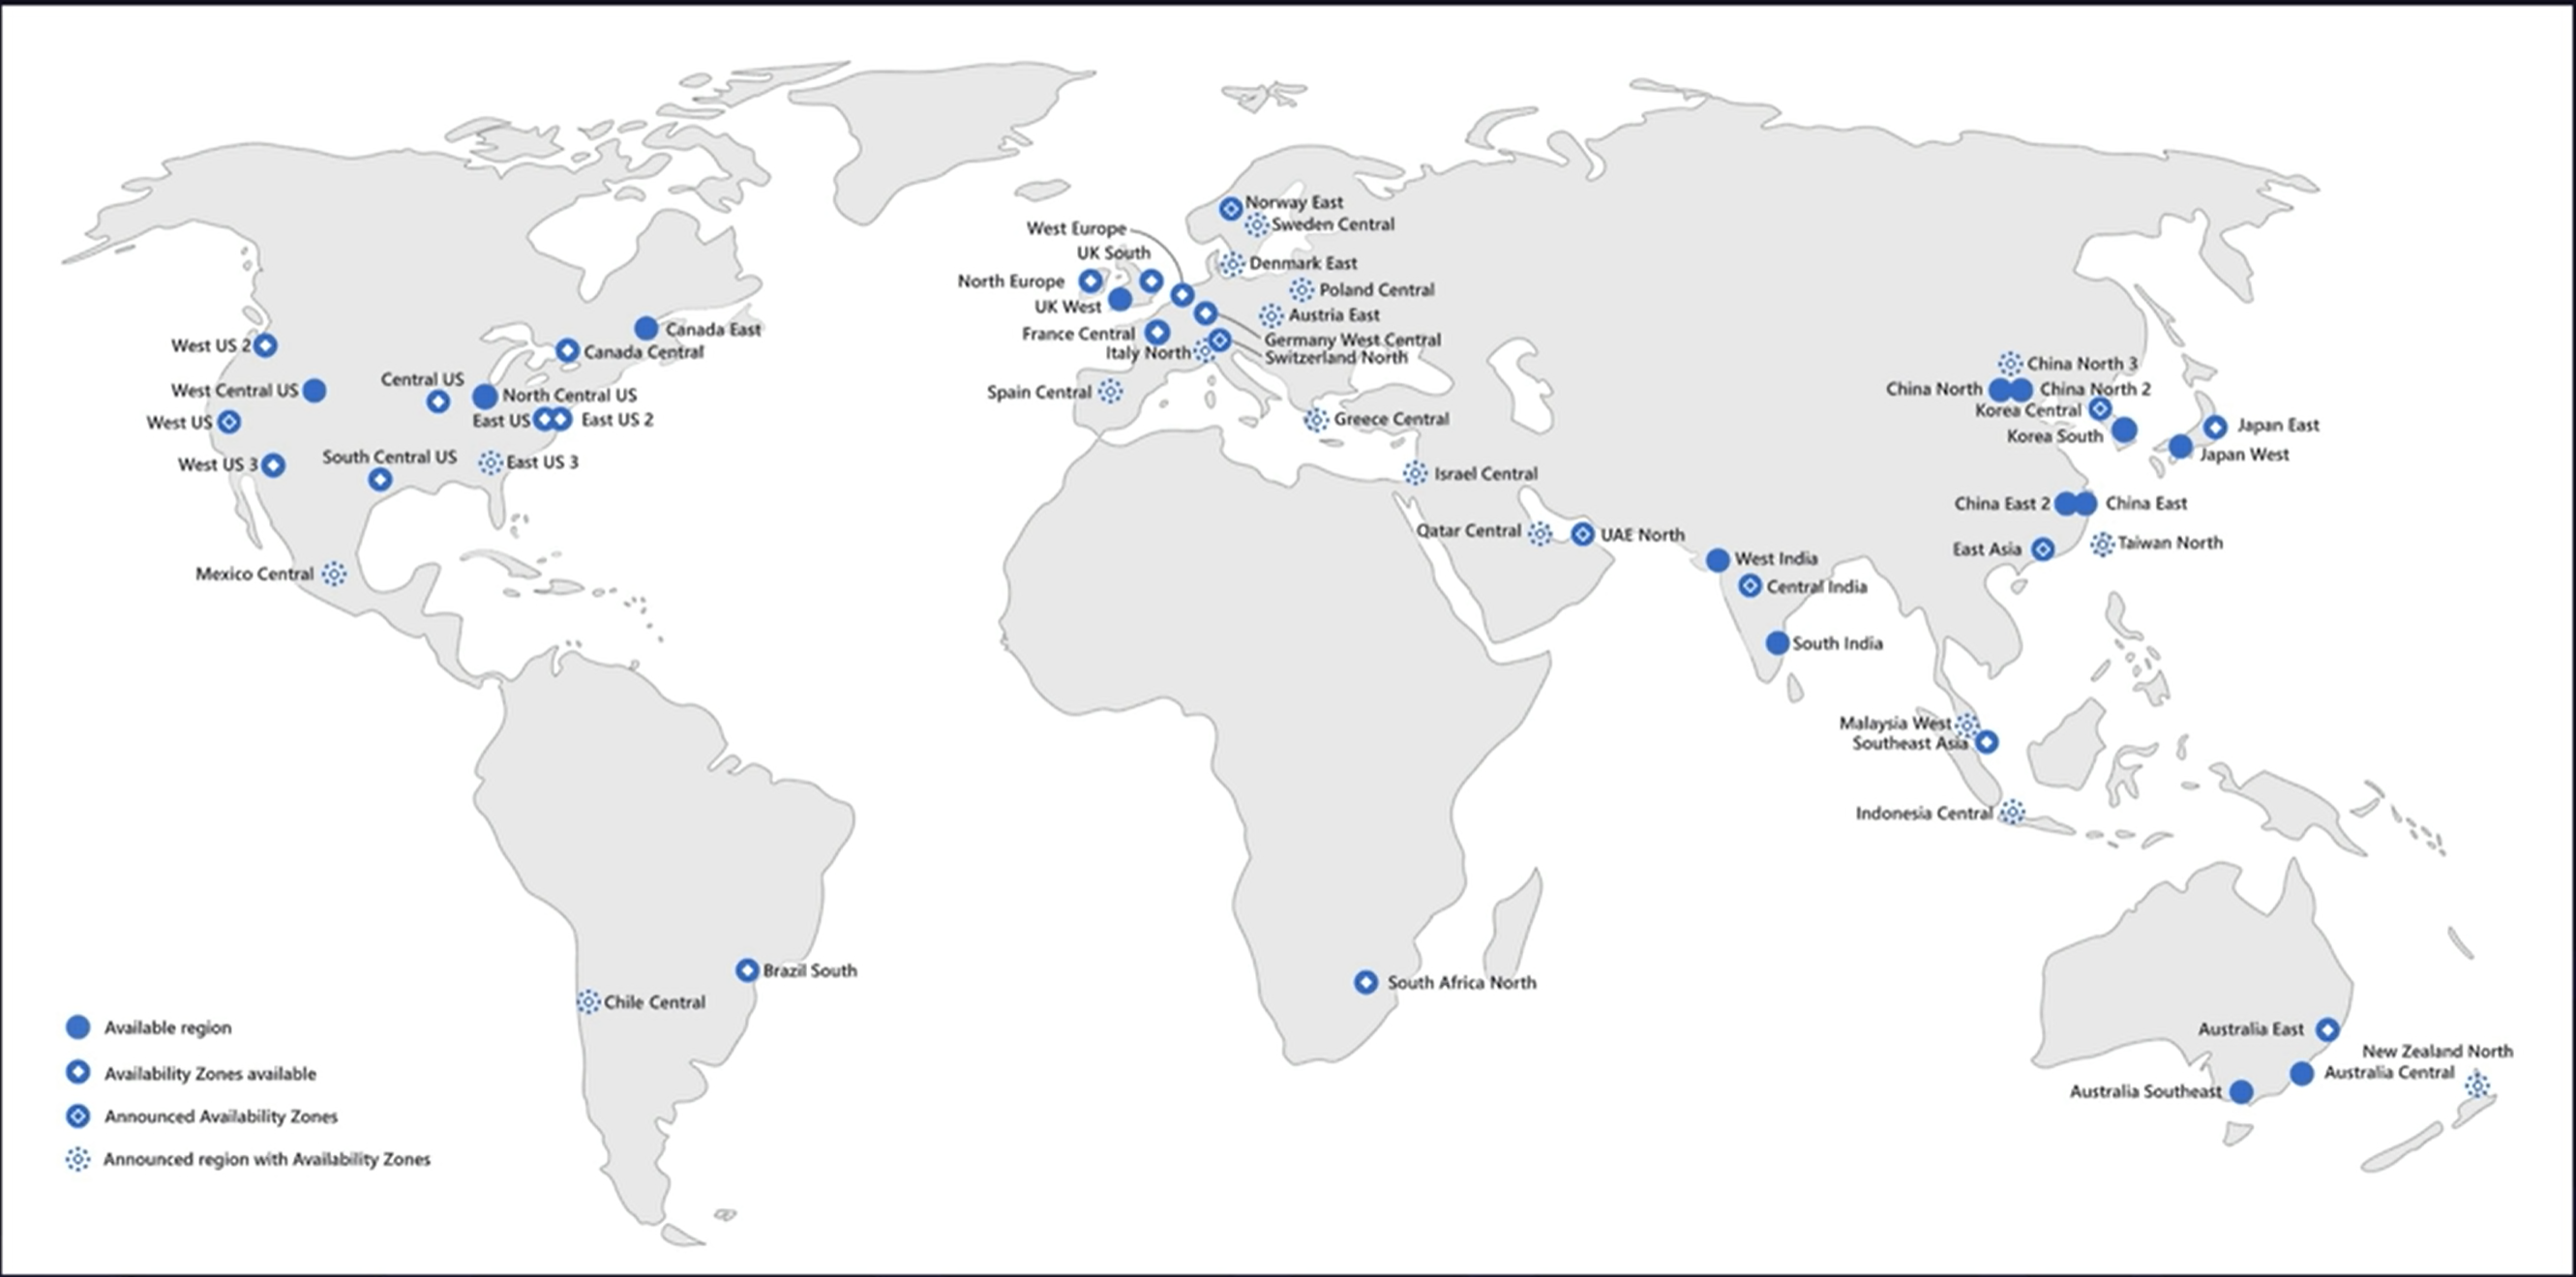 Norway East
Sweden Central
West Europe
UK South
Denmark East
North Europe
Poland Central
UK West
Austria East
France Central
Germany West Central
Italy North
Switzerland North
Spain Central
Greece Central
Canada East
West US 2
Canada Central
Central US
West Central US
North Central US
West US
East US
East US 2
South Central US
West US 3
East US 3
Mexico Central
China North 3
China North
China North 2
Korea Central
Korea South
Japan East
Japan West
Israel Central
China East 2
China East
Qatar Central
UAE North
East Asia
Taiwan North
West India
Central India
South India
Malaysia West
Southeast Asia
Indonesia Central
Brazil South
Chile Central
South Africa North
Australia East
New Zealand North
Australia Central
Australia Southeast
Available region
Availability Zones available
Announced Availability Zones
Announced region with Availability Zones